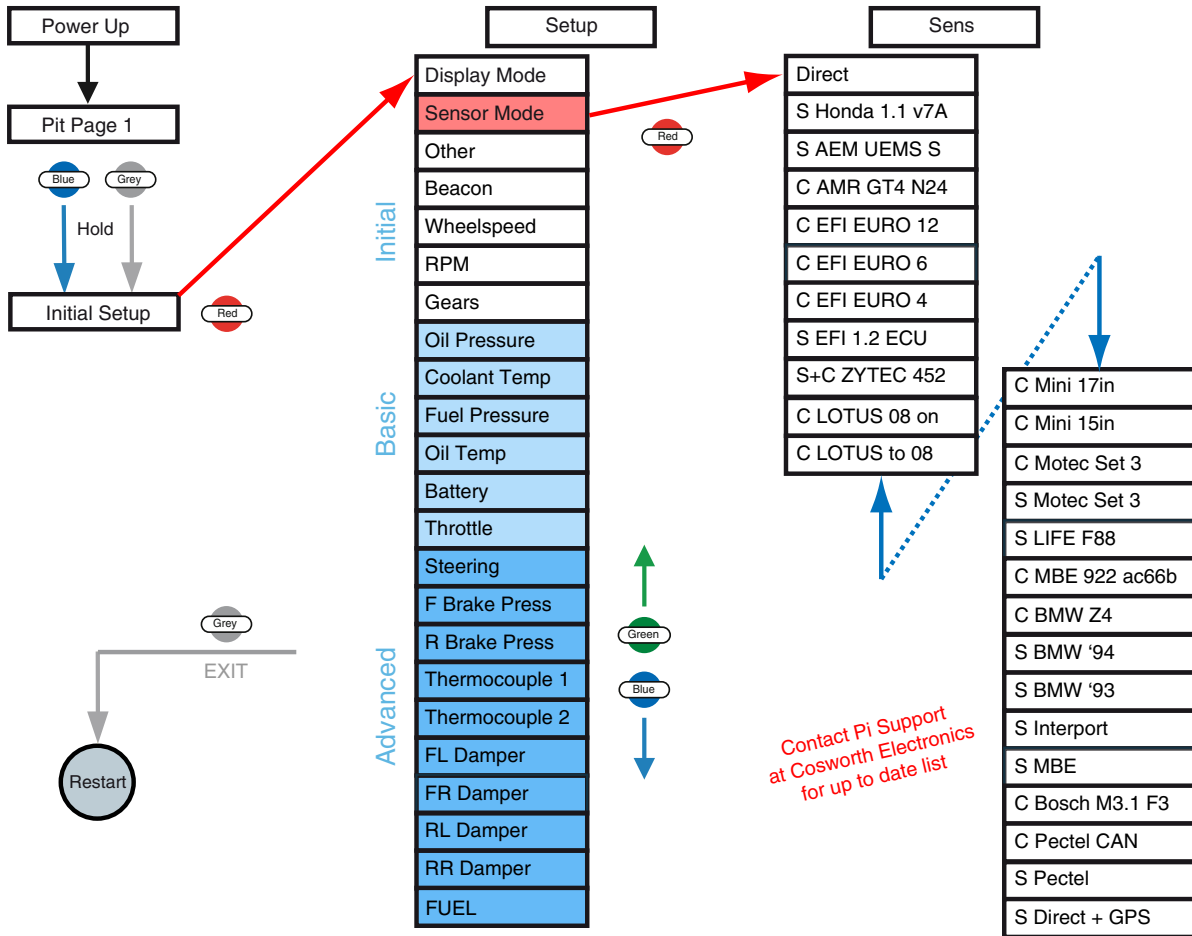 Power Up
Pit Page 1
Blue
Grey
Hold
Initial Setup
Red
Grey
EXIT
Restart
Setup
Initial
Basic
Advanced
Display Mode
Sensor Mode
Other
Beacon
Wheelspeed
RPM
Gears
Oil Pressure
Coolant Temp
Fuel Pressure
Oil Temp
Battery
Throttle
Steering
F Brake Press
R Brake Press
Thermocouple 1
Thermocouple 2
FL Damper
FR Damper
RL Damper
RR Damper
FUEL
Red
Green
Blue
Sens
Direct
S Honda 1.1 v7A
S AEM UEMS S
C AMR GT4 N24
C EFI EURO 12
C EFI EURO 6
C EFI EURO 4
S EFI 1.2 ECU
S+C ZYTEC 452
C LOTUS 08 on
C LOTUS to 08
Contact Pi Support
at Cosworth Electronics
for up to date list
C Mini 17in
C Mini 15in
C Motec Set 3
S Motec Set 3
S LIFE F88
C MBE 922 ac66b
C BMW Z4
S BMW ‘94
S BMW ‘93
S Interport
S MBE
C Bosch M3.1 F3
C Pectel CAN
S Pectel
S Direct + GPS